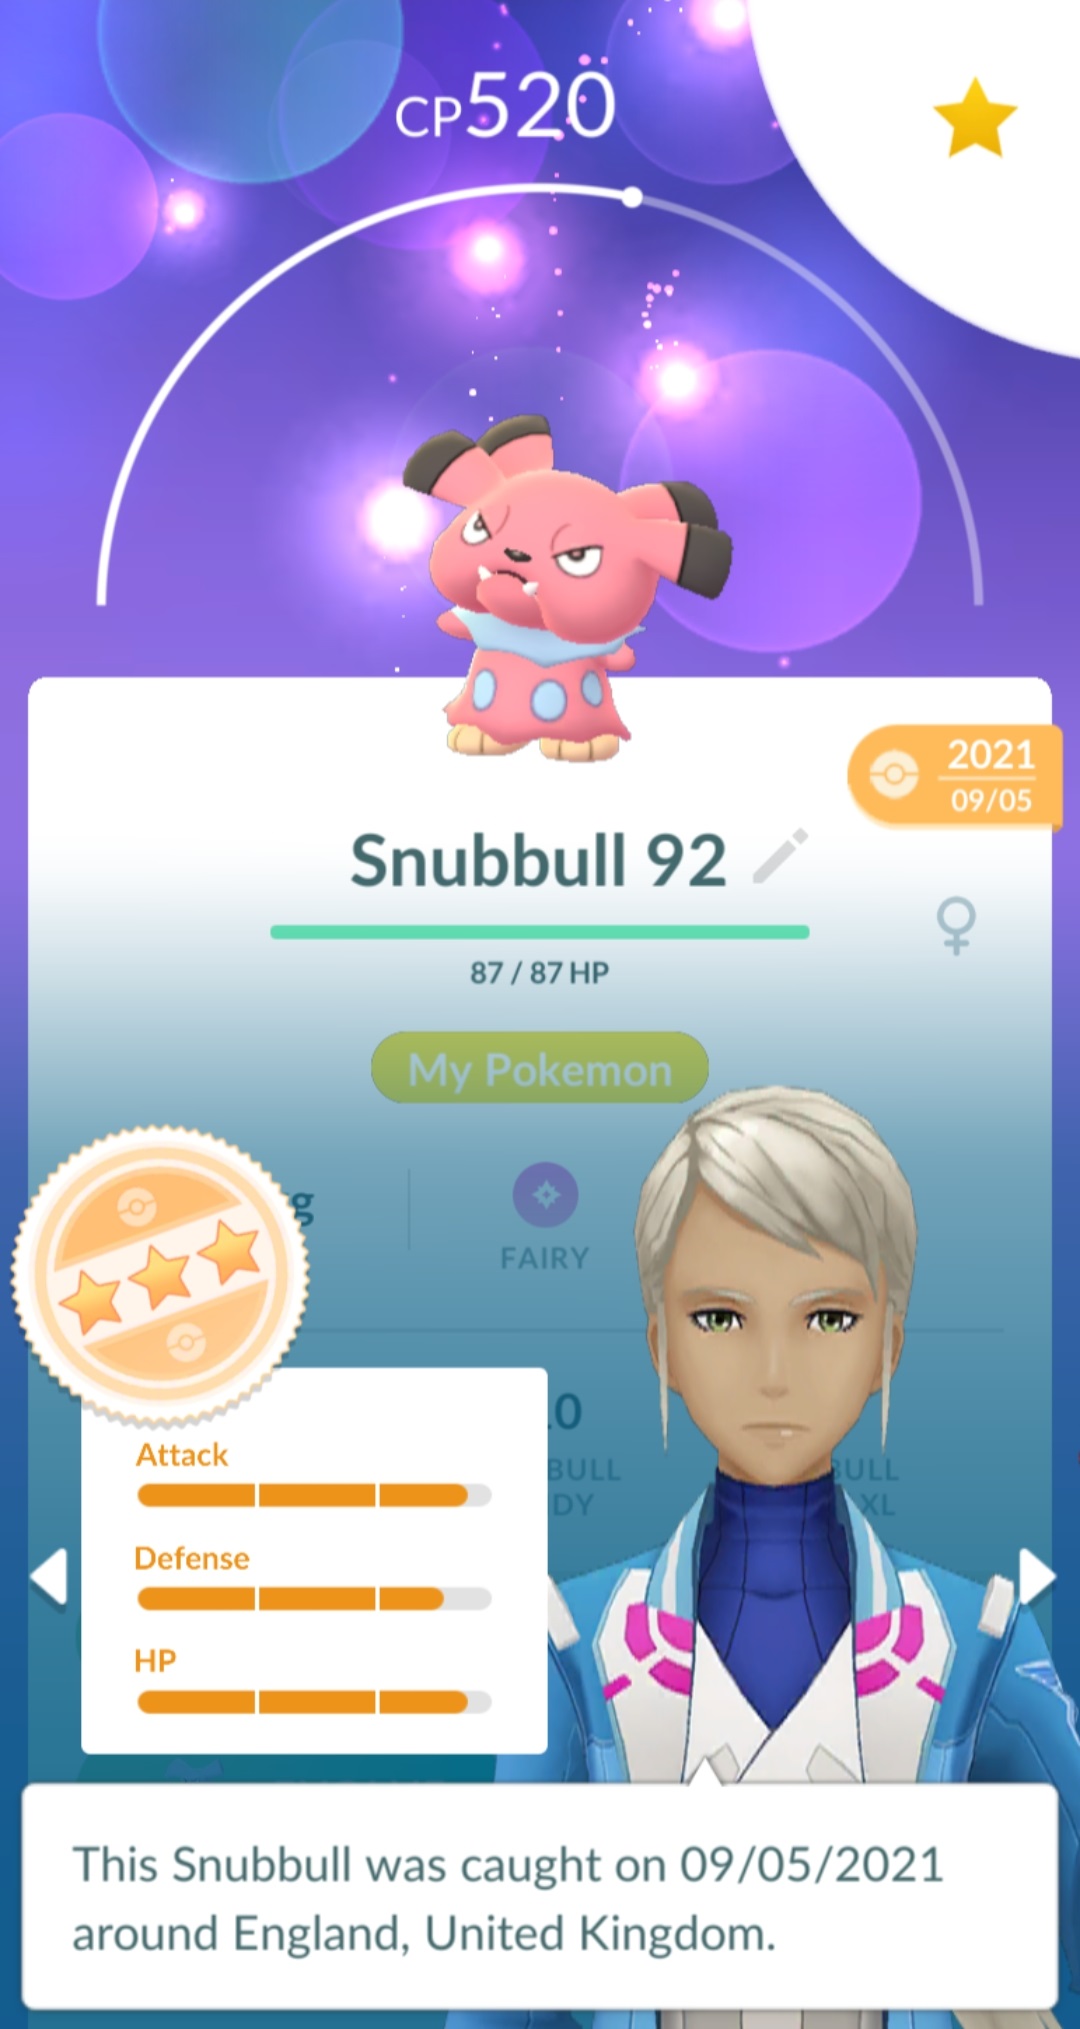 CP520
2021
09/05
Snubbull 92
87 / 87 HP
My Pokemon
g
FAIRY
.0
BULL
BULL
DY
XL
Attack
Defense
HP
This Snubbull was caught on 09/05/2021
around England, United Kingdom.